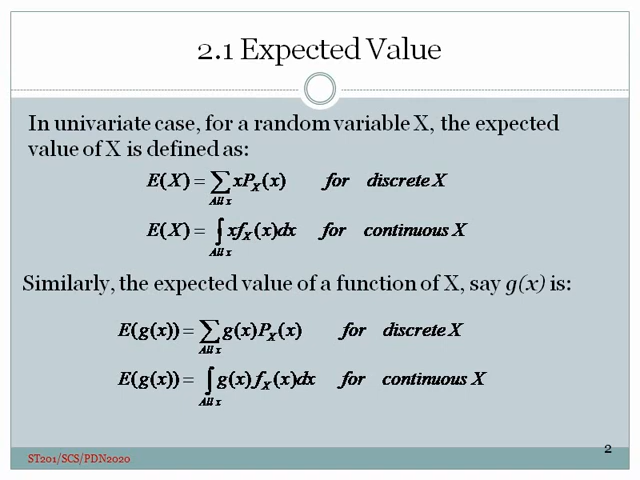 2.1 Expected Value
In univariate case, for a random variable X, the expected
value of X is defined as:
E(X) = ∑ xP_X(x) for discrete X
All x
E(X) = ∫ xf_X(x)dx for continuous X
All x
Similarly, the expected value of a function of X, say g(x) is:
E(g(x)) = ∑ g(x)P_X(x) for discrete X
All x
E(g(x)) = ∫ g(x) f_X(x)dx for continuous X
All x
2
ST201/SCS/PDN2020